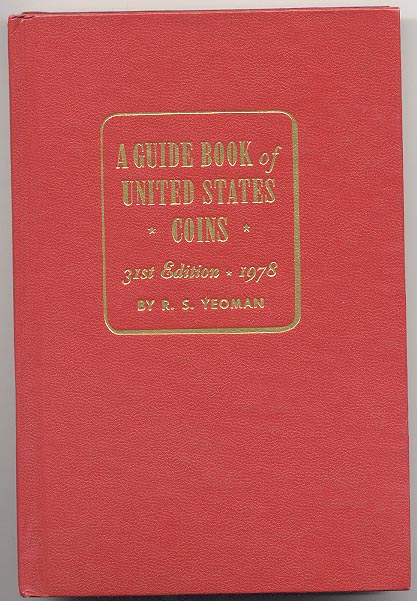 A GUIDE BOOK of
UNITED STATES
* COINS *
31st Edition * 1978
BY R. S. YEOMAN